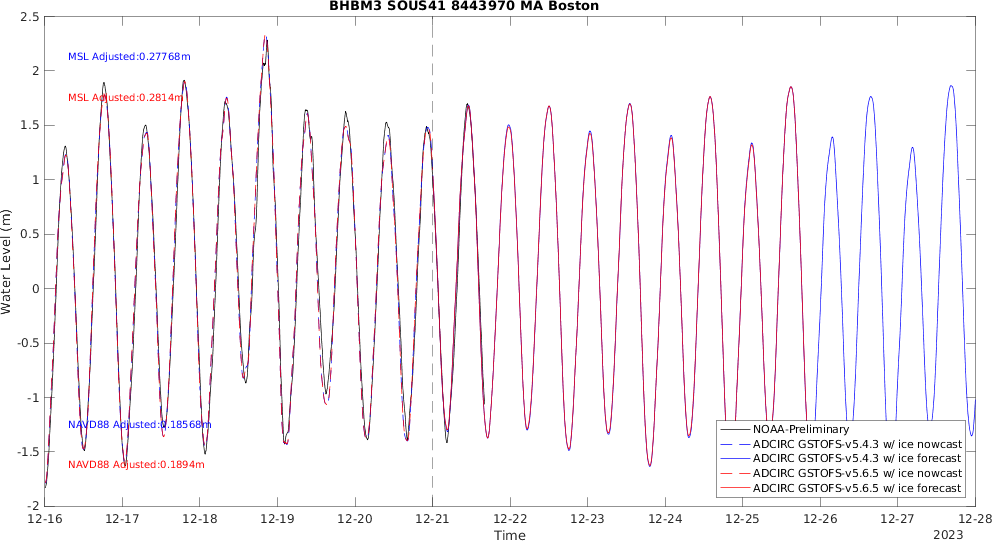 BHBM3 SOUS41 8443970 MA Boston
2.5
2
1.5
1
0.5
0
-0.5
-1
-1.5
-2
Water Level (m)
MSL Adjusted:0.27768m
MSL Adjusted:0.2814m
NAVD88 Adjusted:0.18568m
NAVD88 Adjusted:0.1894m
NOAA-Preliminary
ADCIRC GSTOFS-v5.4.3 w/ ice nowcast
ADCIRC GSTOFS-v5.4.3 w/ ice forecast
ADCIRC GSTOFS-v5.6.5 w/ ice nowcast
ADCIRC GSTOFS-v5.6.5 w/ ice forecast
12-16 12-17 12-18 12-19 12-20 12-21 12-22 12-23 12-24 12-25 12-26 12-27 12-28
Time
2023